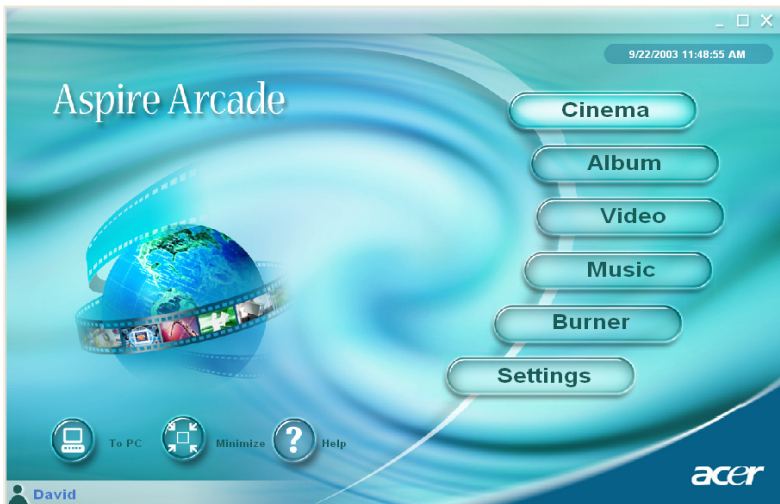 9/22/2003 11:48:55 AM
Aspire Arcade
Cinema
Album
Video
Music
Burner
Settings
To PC
Minimize
?
Help
acer
David